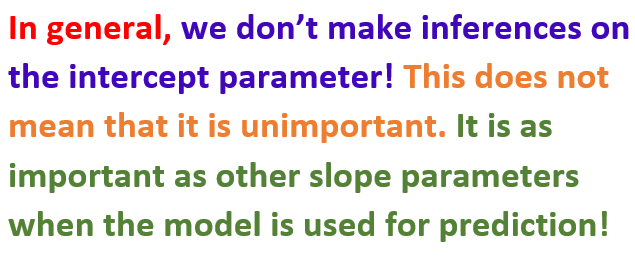 In general, we don’t make inferences on
the intercept parameter! This does not
mean that it is unimportant. It is as
important as other slope parameters
when the model is used for prediction!